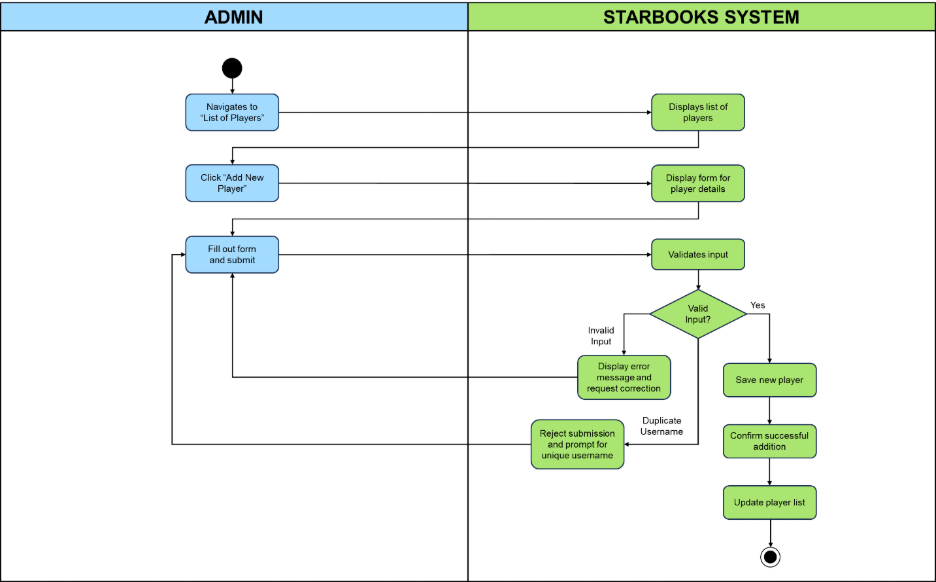 ADMIN
STARBOOKS SYSTEM
Navigates to
“List of Players”
Displays list of
players
Click “Add New
Player”
Display form for
player details
Fill out form
and submit
Validates input
Valid
Input?
Yes
Invalid
Input
Display error
message and
request correction
Save new player
Duplicate
Username
Reject submission
and prompt for
unique username
Confirm successful
addition
Update player list